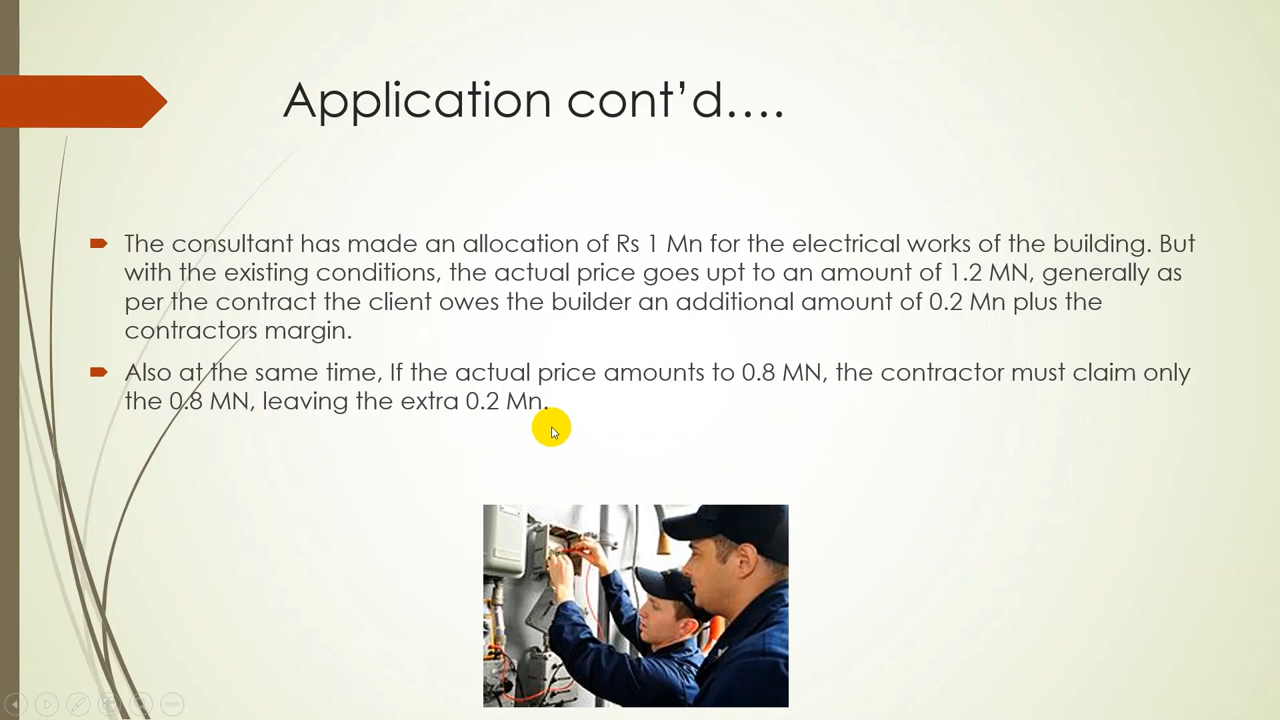 Application cont’d….
The consultant has made an allocation of Rs 1 Mn for the electrical works of the building. But
with the existing conditions, the actual price goes upt to an amount of 1.2 MN, generally as
per the contract the client owes the builder an additional amount of 0.2 Mn plus the
contractors margin.
Also at the same time, If the actual price amounts to 0.8 MN, the contractor must claim only
the 0.8 MN, leaving the extra 0.2 Mn.